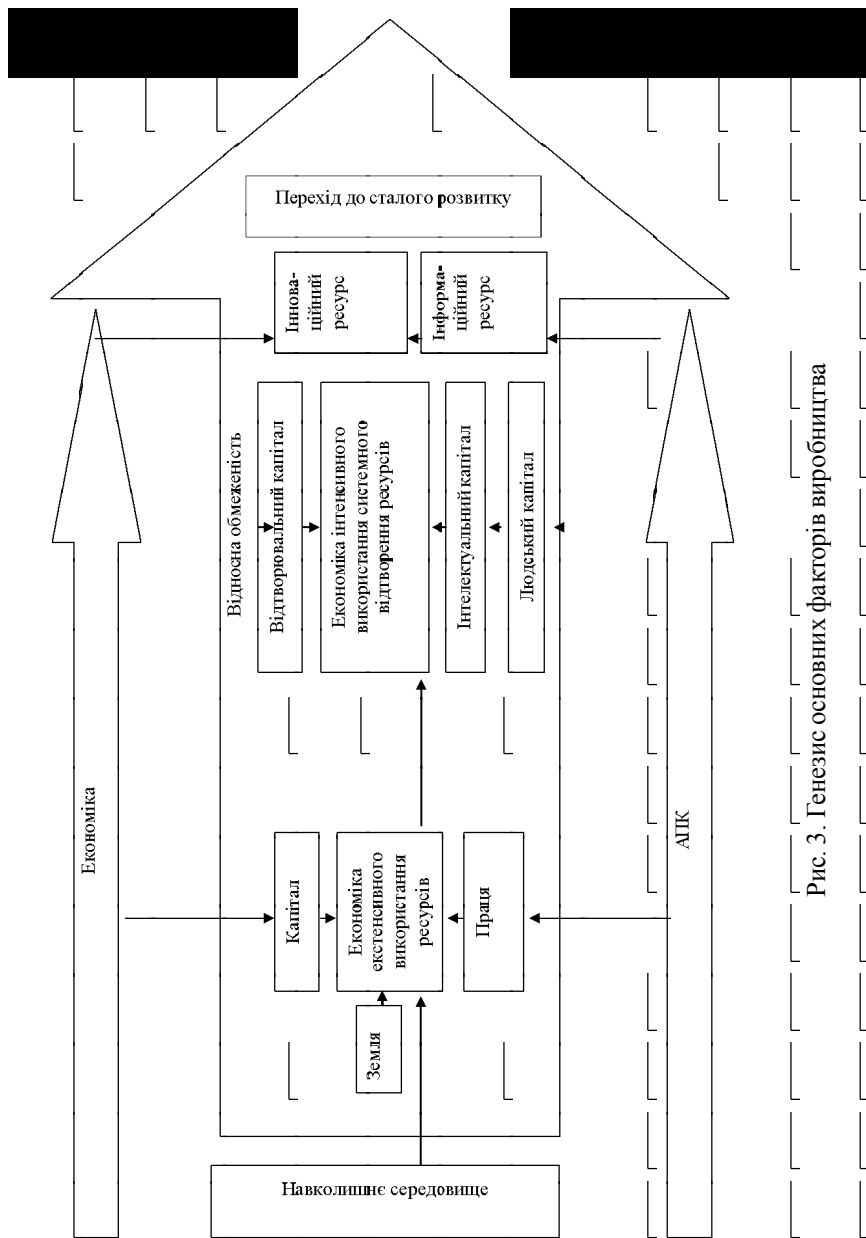 Перехід до сталого розвитку
Іннова-
ційний
ресурс
Інформа-
ційний
ресурс
Відносна обмеженість
Відтворювальний капітал
Економіка інтенсивного
використання системного
відтворення ресурсів
Інтелектуальний капітал
Людський капітал
Економіка
Капітал
Економіка
екстенсивного
використання
ресурсів
Праця
Земля
АПК
Навколишнє середовище
Рис. 3. Генезис основних факторів виробництва